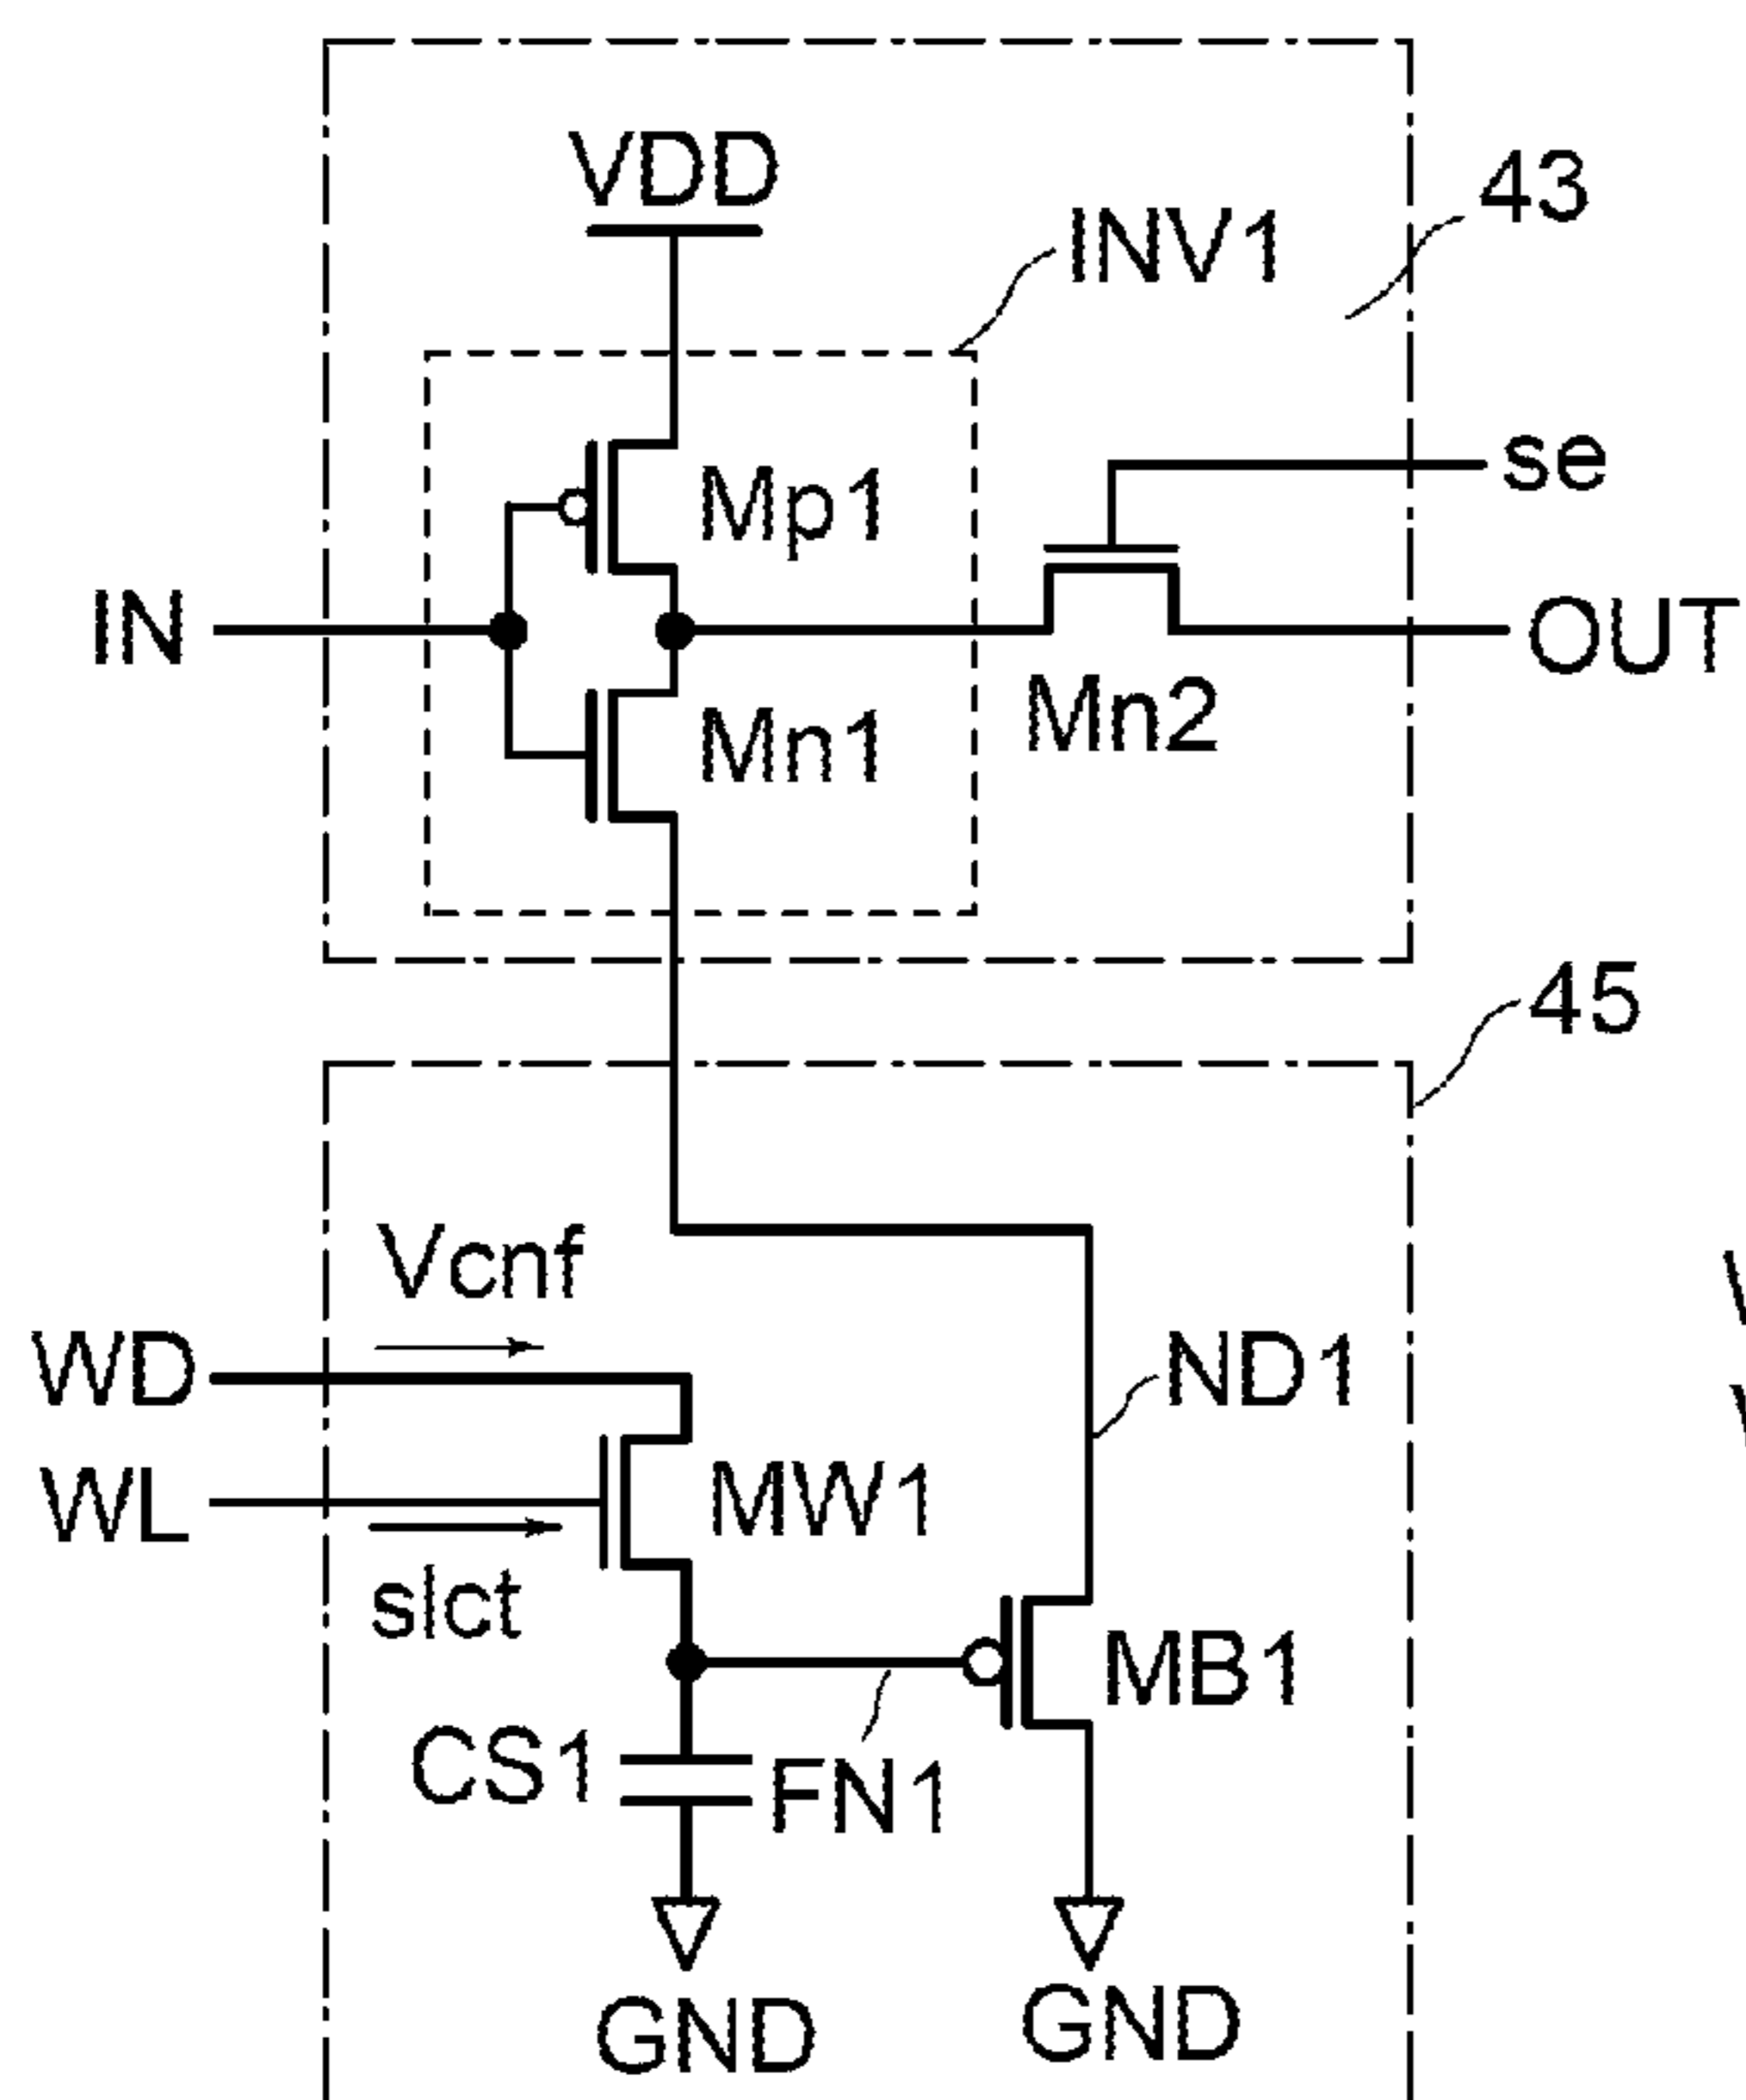 VDD
43
INV1
se
Mp1
IN
OUT
Mn2
Mn1
45
Vcnf
WD
ND1
WL
MW1
slct
MB1
CS1
FN1
GND
GND